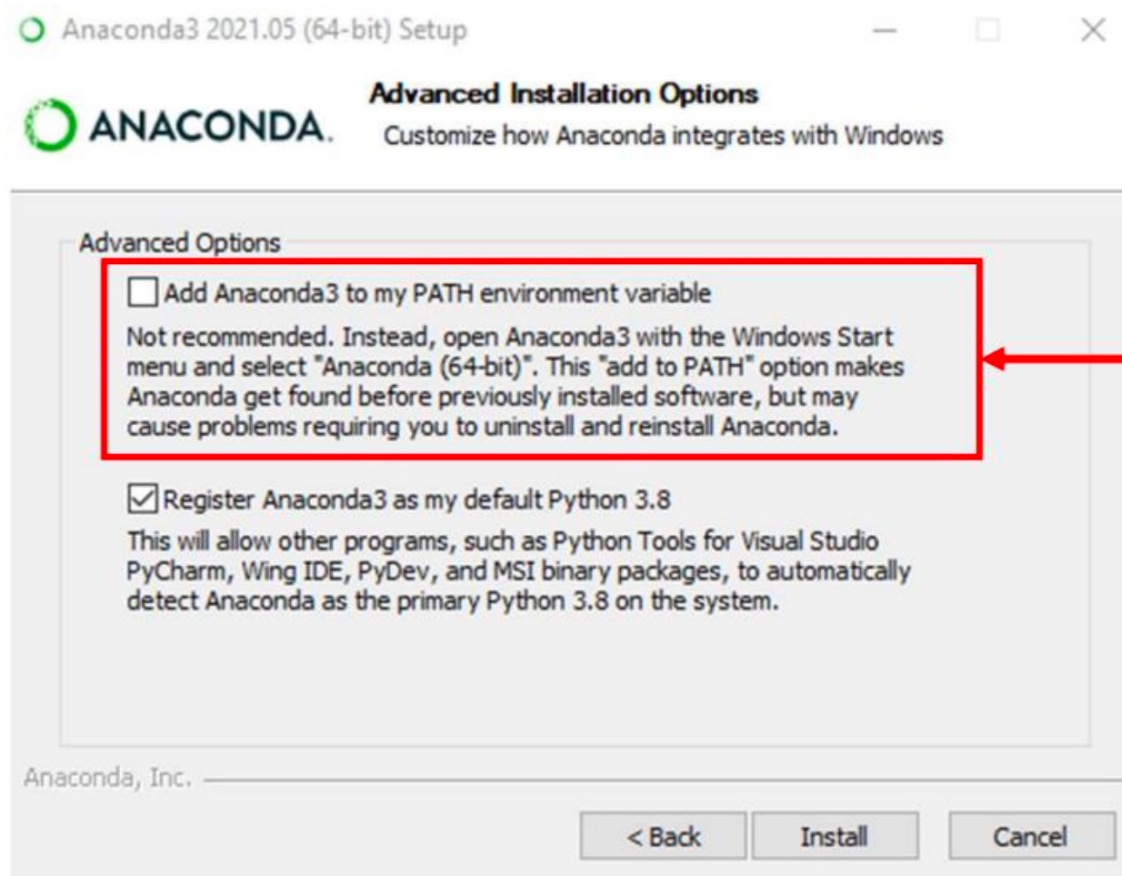 Anaconda3 2021.05 (64-bit) Setup
ANACONDA.
Advanced Installation Options
Customize how Anaconda integrates with Windows
Advanced Options
Add Anaconda3 to my PATH environment variable
Not recommended. Instead, open Anaconda3 with the Windows Start
menu and select "Anaconda (64-bit)". This "add to PATH" option makes
Anaconda get found before previously installed software, but may
cause problems requiring you to uninstall and reinstall Anaconda.
Register Anaconda3 as my default Python 3.8
This will allow other programs, such as Python Tools for Visual Studio
PyCharm, Wing IDE, PyDev, and MSI binary packages, to automatically
detect Anaconda as the primary Python 3.8 on the system.
Anaconda, Inc.
< Back
Install
Cancel